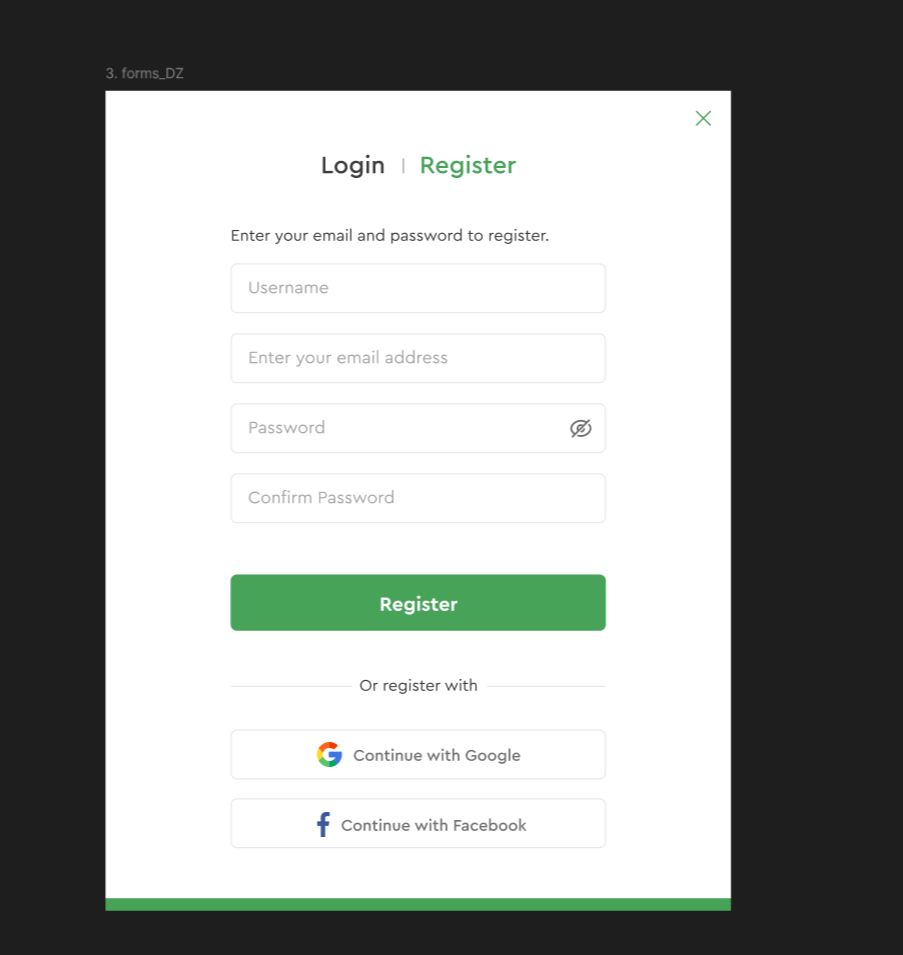 3. forms_DZ
Login | Register
Enter your email and password to register.
Username
Enter your email address
Password
Confirm Password
Register
Or register with
Continue with Google
Continue with Facebook